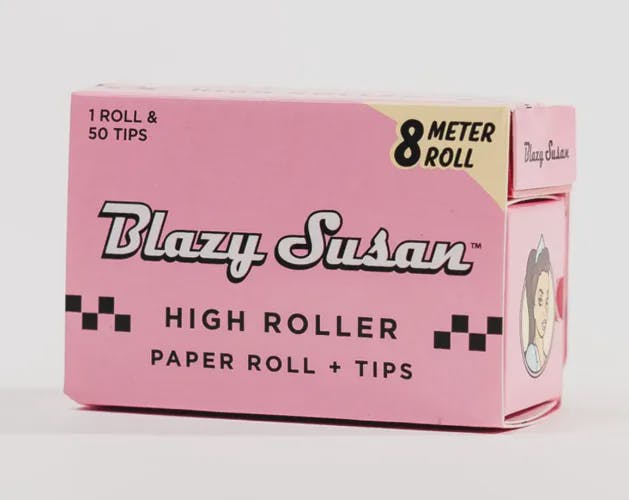 1 ROLL &
50 TIPS
8 METER
ROLL
Blazy Susan™
HIGH ROLLER
PAPER ROLL + TIPS
Blazy Susan